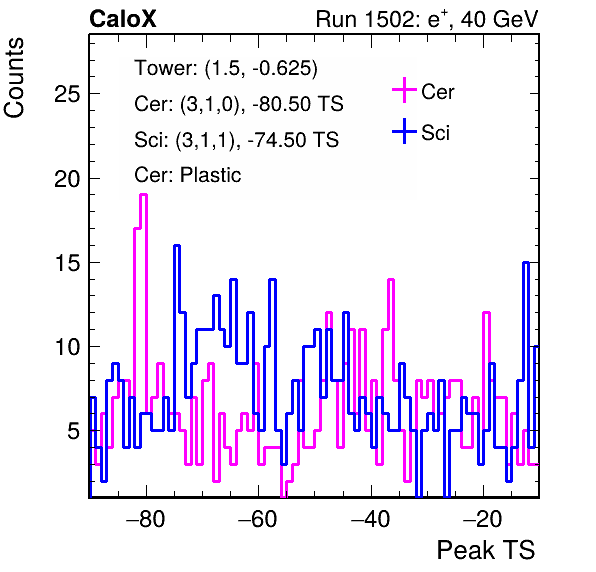 CaloX Run 1502: e+, 40 GeV
Counts
Tower: (1.5, -0.625)
Cer: (3,1,0), -80.50 TS
Sci: (3,1,1), -74.50 TS
Cer: Plastic
Cer
Sci
25
20
15
10
5
−80 −60 −40 −20
Peak TS